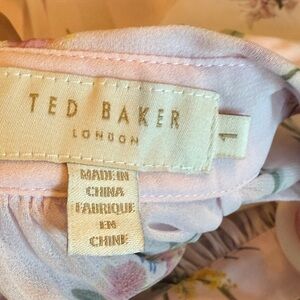 TED BAKER
LONDON
1
MADE IN
CHINA
FABRIQUE
EN
CHINE